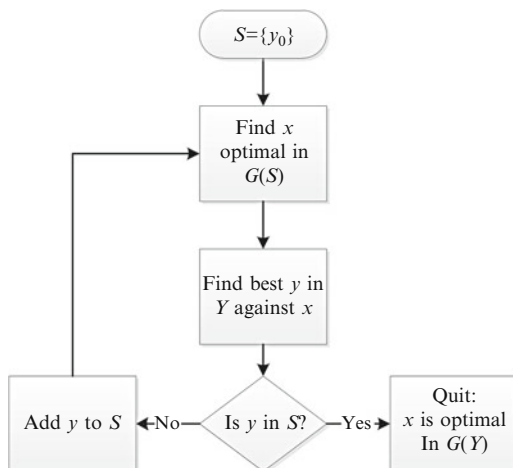 S={y₀}
Find x
optimal in
G(S)
Find best y in
Y against x
Add y to S
No
Is y in S?
Yes
Quit:
x is optimal
In G(Y)